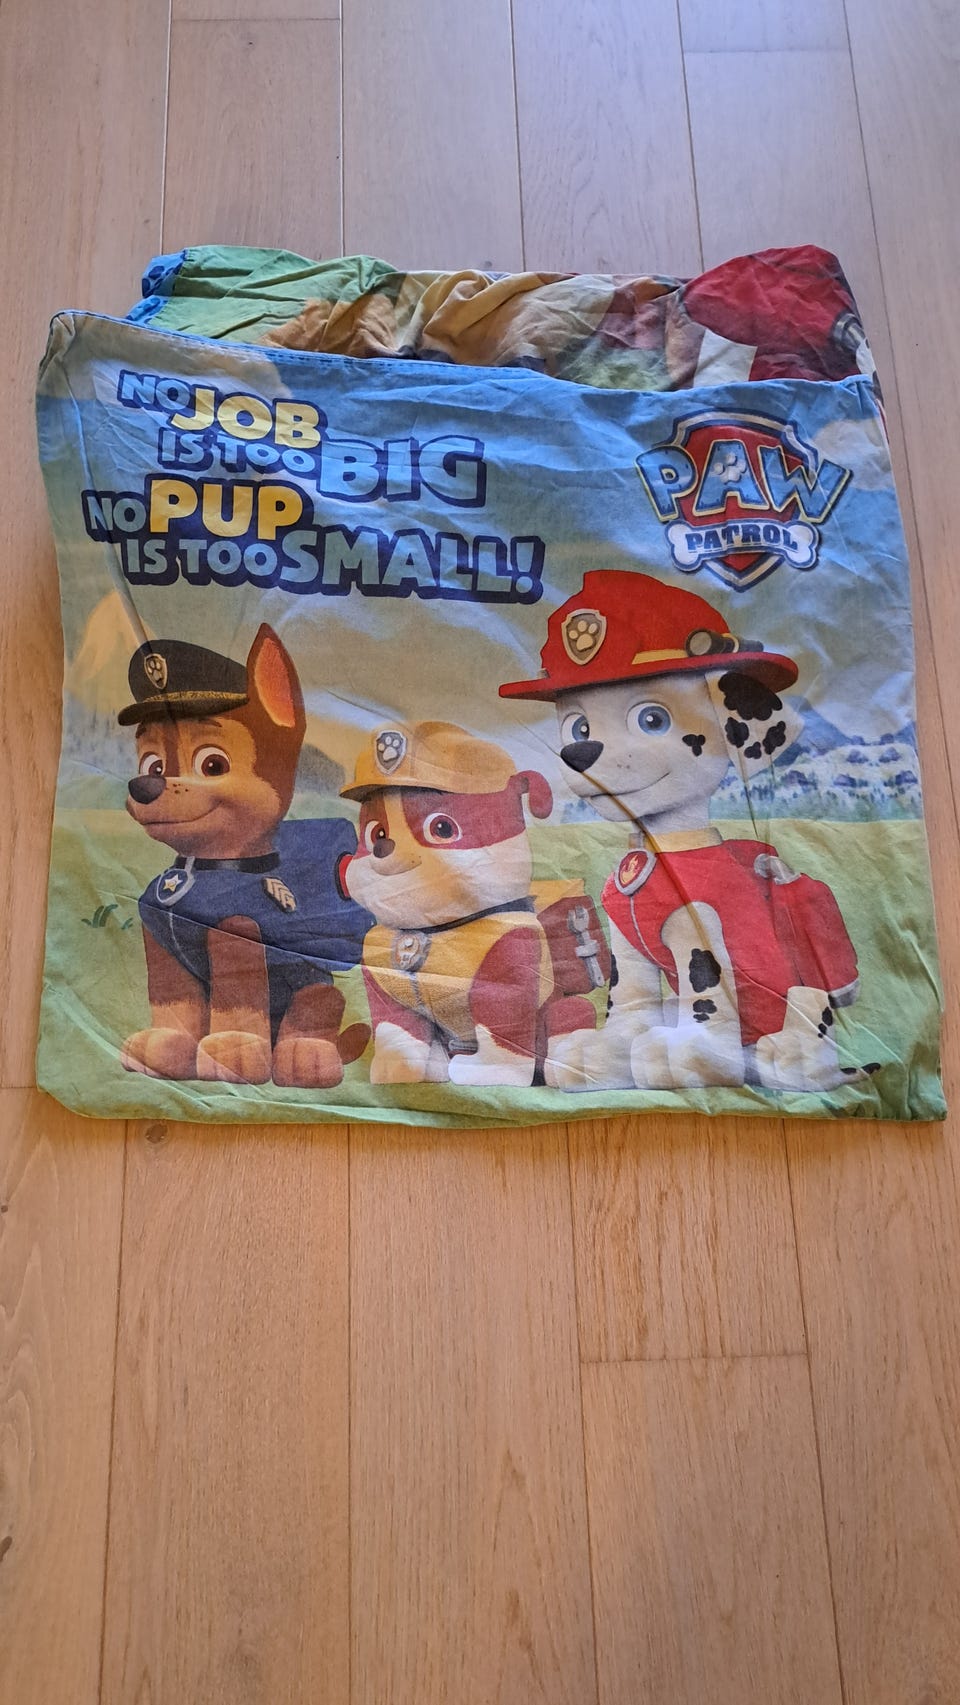 NO JOB
IS TOO BIG
NO PUP
IS TOO SMALL!
PAW
PATROL